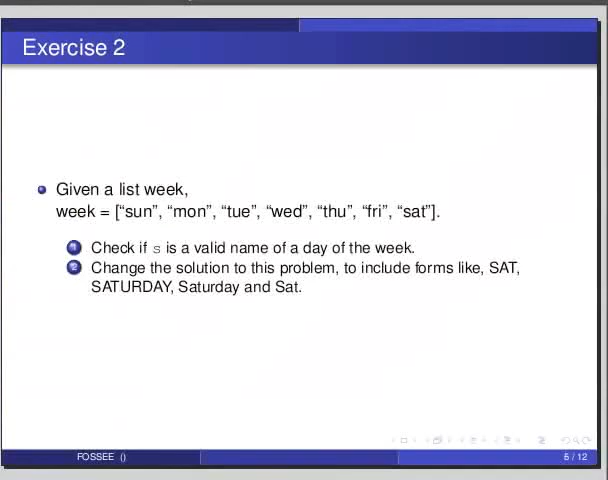 Exercise 2
Given a list week,
week = [“sun”, “mon”, “tue”, “wed”, “thu”, “fri”, “sat”].
1 Check if s is a valid name of a day of the week.
2 Change the solution to this problem, to include forms like, SAT,
SATURDAY, Saturday and Sat.
FOSSEE () 5 / 12